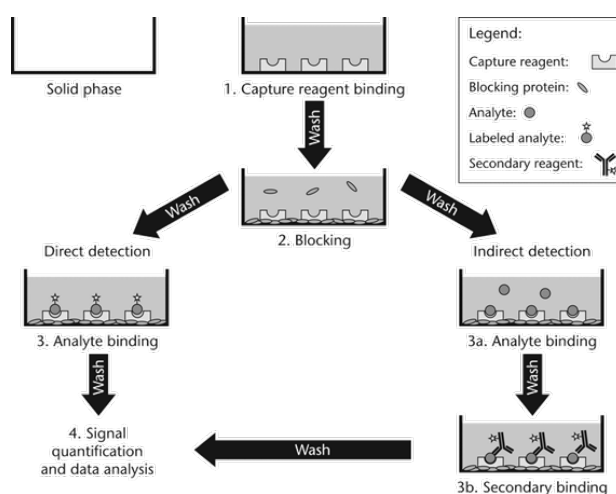 Solid phase
1. Capture reagent binding
Legend:
Capture reagent:
Blocking protein:
Analyte:
Labeled analyte:
Secondary reagent:
Wash
Wash
Wash
2. Blocking
Direct detection
Indirect detection
3. Analyte binding
3a. Analyte binding
Wash
Wash
4. Signal
quantification
and data analysis
Wash
3b. Secondary binding